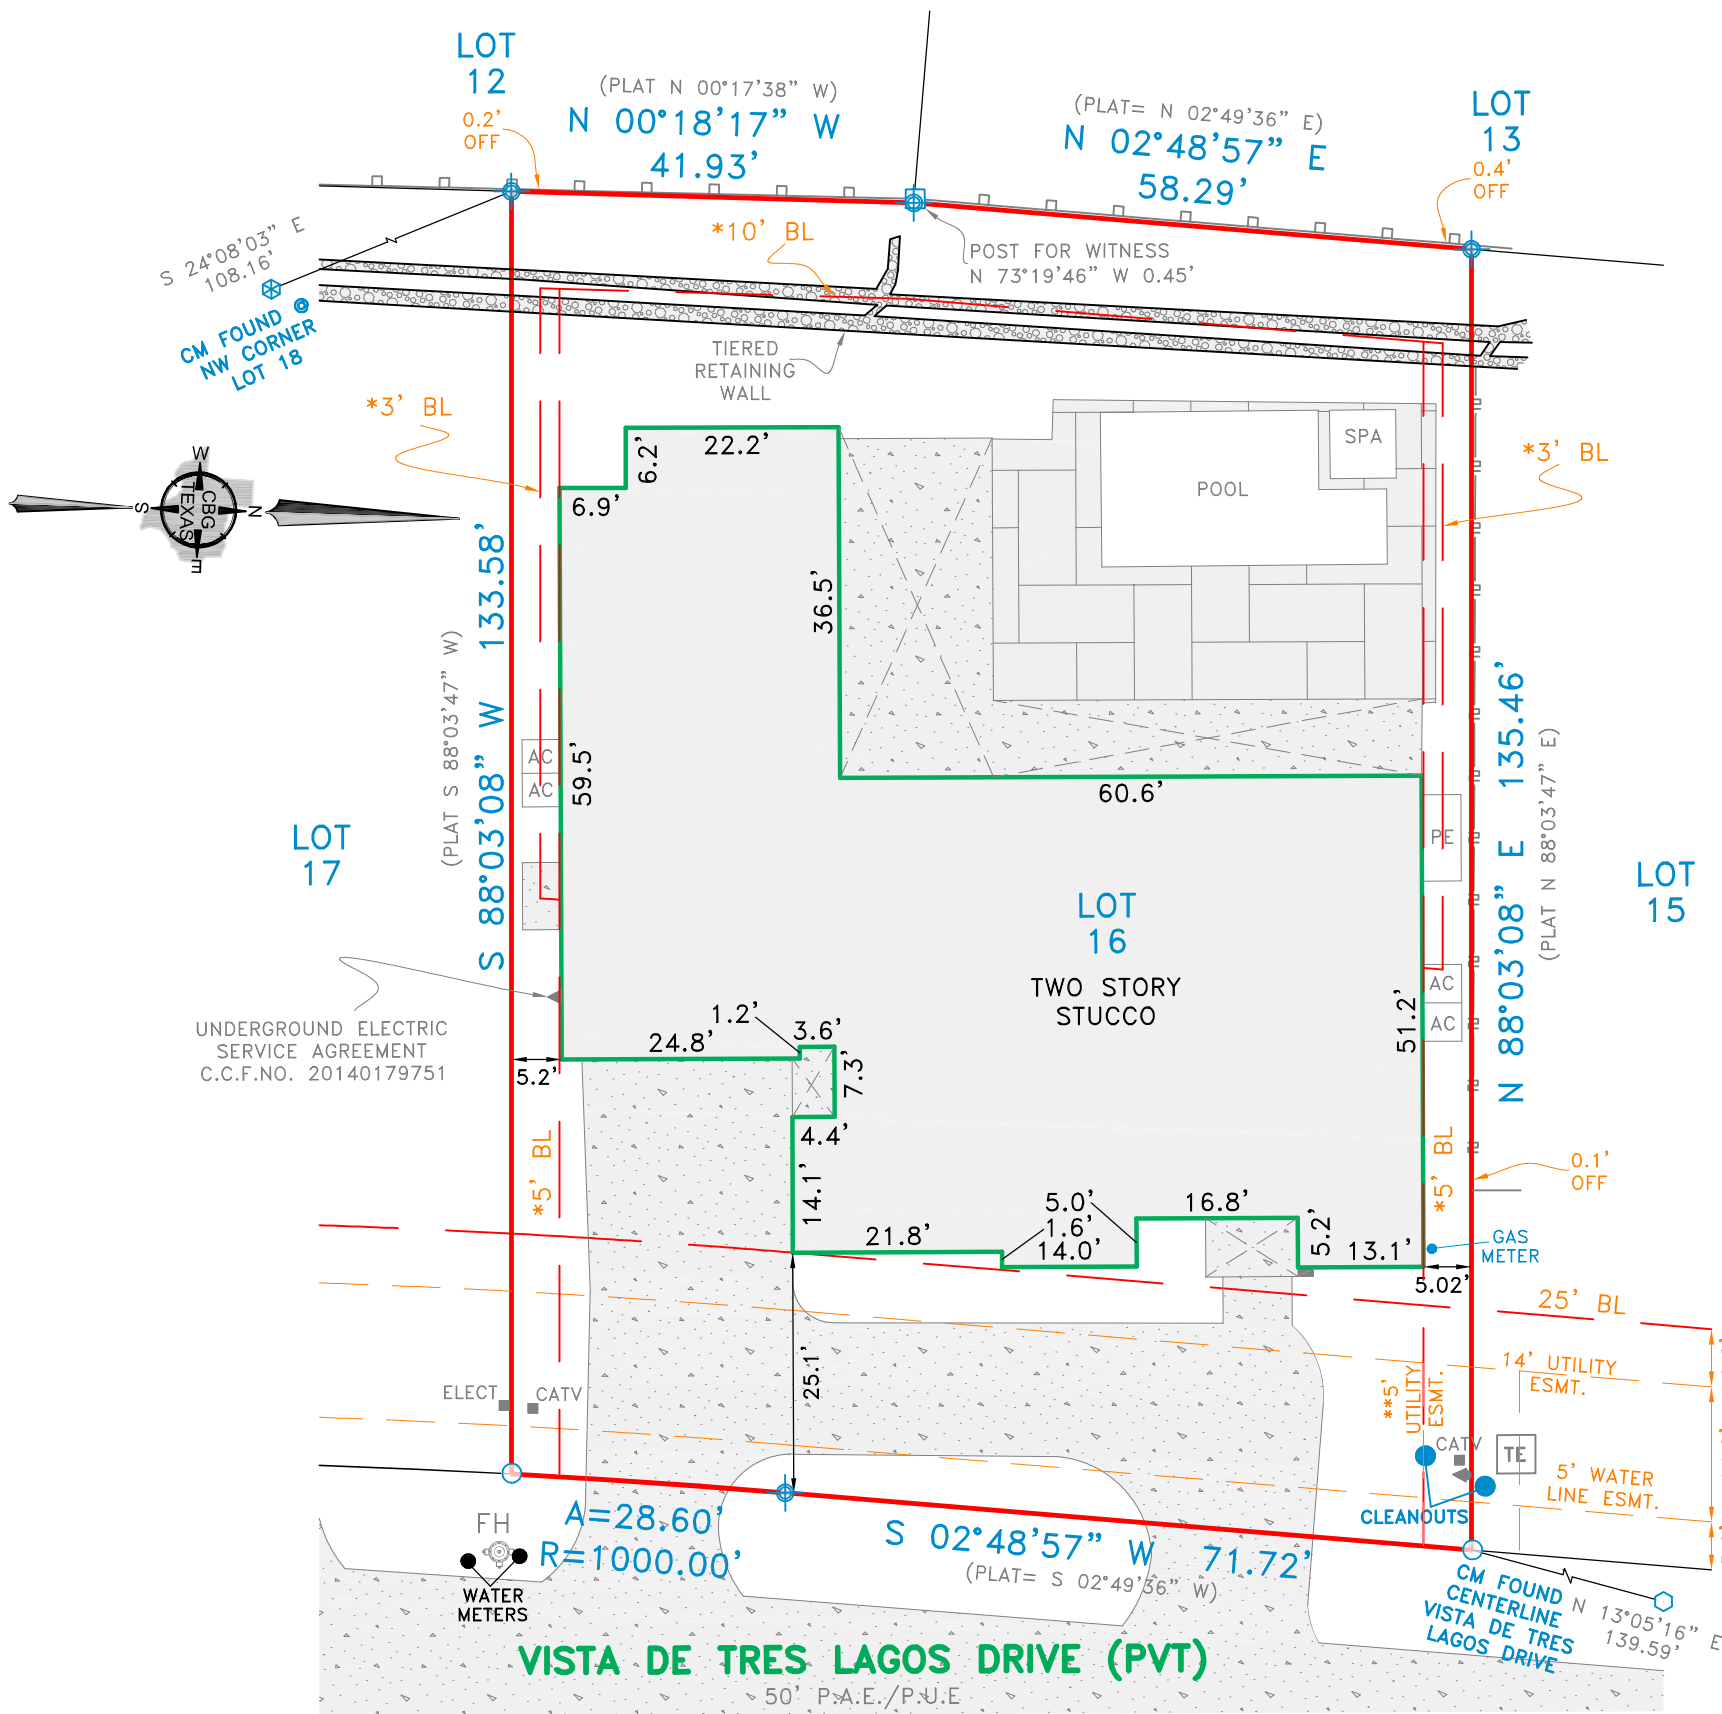 LOT
12
0.2'
OFF
(PLAT N 00°17'38" W)
N 00°18'17" W
41.93'
(PLAT= N 02°49'36" E)
N 02°48'57" E
58.29'
LOT
13
0.4'
OFF
S 24°08'03" E
108.16'
CM FOUND
NW CORNER
LOT 18
*10' BL
POST FOR WITNESS
N 73°19'46" W 0.45'
TIERED
RETAINING
WALL
*3' BL
*3' BL
W
S
N
E
CBG
TEXAS
22.2'
6.2'
6.9'
SPA
POOL
36.5'
133.58'
S 88°03'08" W
(PLAT S 88°03'47" W)
AC
AC
59.5'
60.6'
PE
135.46'
N 88°03'08" E
(PLAT N 88°03'47" E)
LOT
17
LOT
16
TWO STORY
STUCCO
LOT
15
AC
AC
51.2'
UNDERGROUND ELECTRIC
SERVICE AGREEMENT
C.C.F.NO. 20140179751
1.2'
3.6'
24.8'
7.3'
5.2'
4.4'
*5' BL
14.1'
21.8'
5.0'
1.6'
14.0'
16.8'
5.2'
13.1'
*5' BL
0.1'
OFF
GAS
METER
5.02'
25' BL
25.1'
14' UTILITY
ESMT.
**5'
UTILITY
ESMT.
ELECT
CATV
CATV
TE
5' WATER
LINE ESMT.
CLEANOUTS
A=28.60'
R=1000.00'
S 02°48'57" W 71.72'
(PLAT= S 02°49'36" W)
FH
WATER
METERS
CM FOUND
CENTERLINE
VISTA DE TRES
LAGOS DRIVE
N 13°05'16" E
139.59'
VISTA DE TRES LAGOS DRIVE (PVT)
50' P.A.E./P.U.E